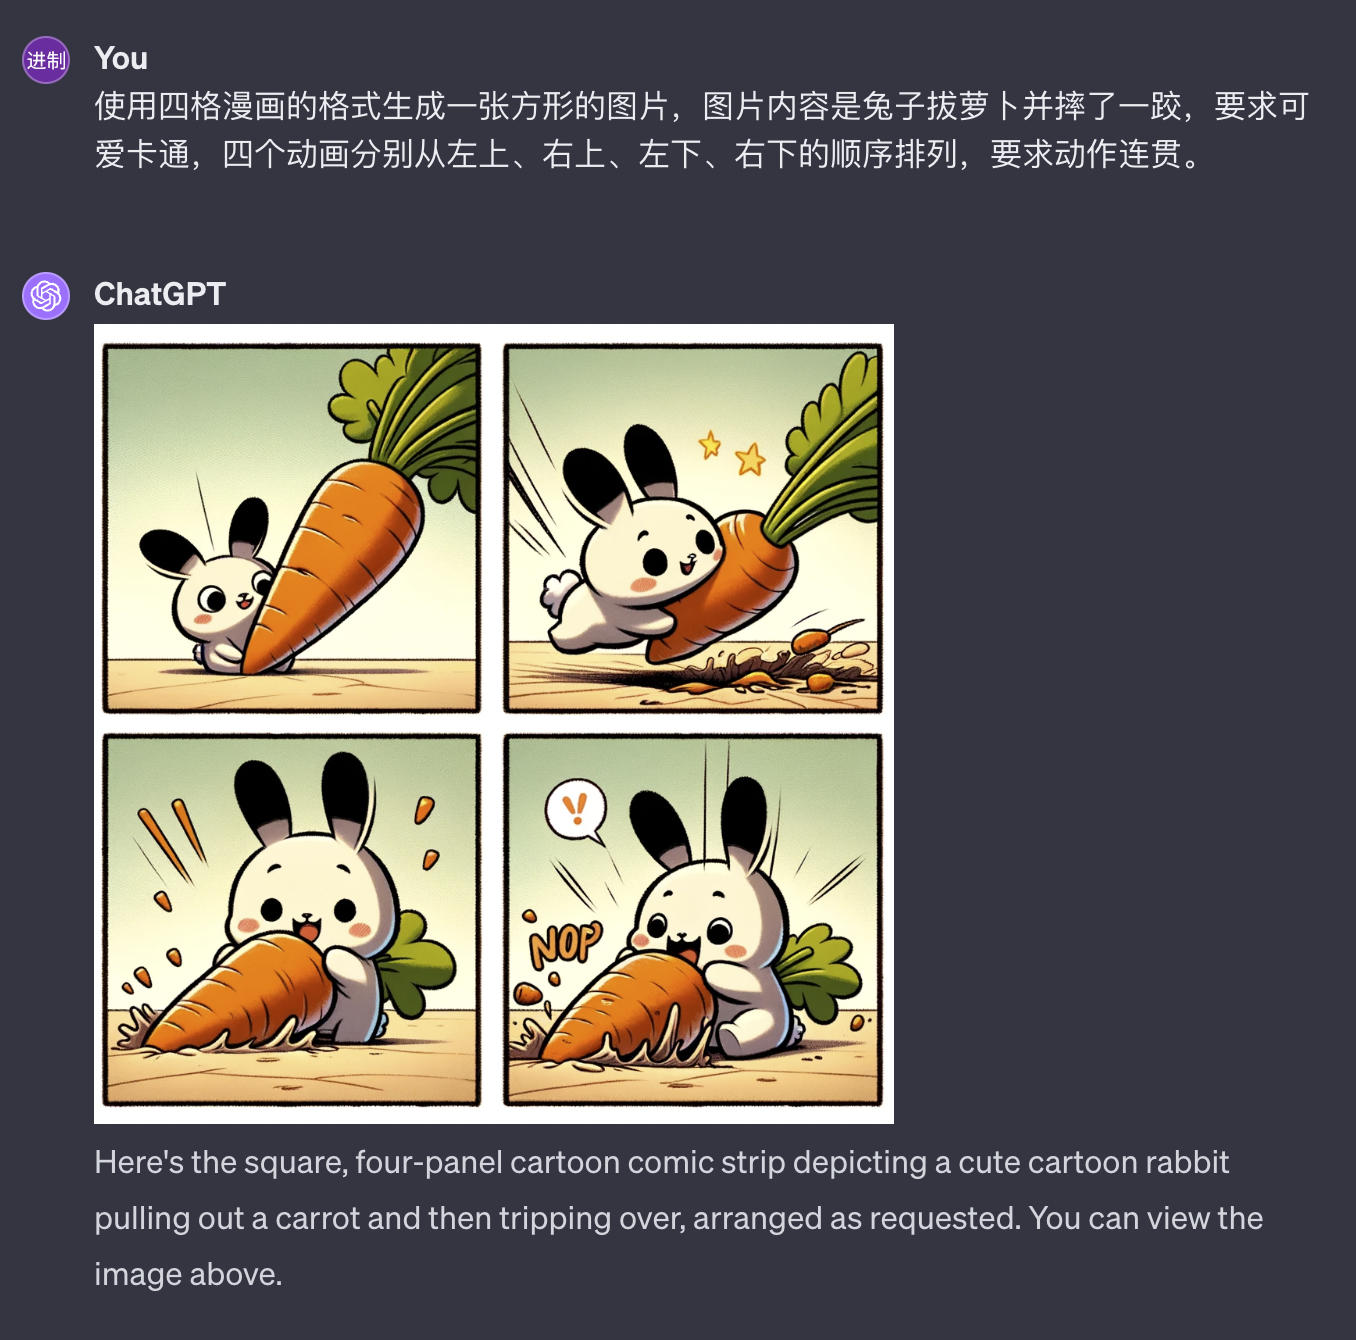 进制
You
使用四格漫画的格式生成一张方形的图片，图片内容是兔子拔萝卜并摔了一跤，要求可
爱卡通，四个动画分别从左上、右上、左下、右下的顺序排列，要求动作连贯。
ChatGPT
!!
NOP
Here's the square, four-panel cartoon comic strip depicting a cute cartoon rabbit
pulling out a carrot and then tripping over, arranged as requested. You can view the
image above.